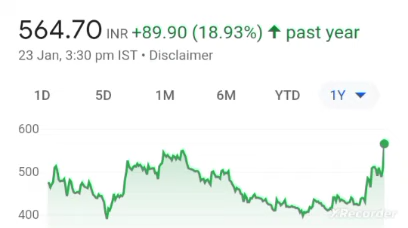 564.70 INR +89.90 (18.93%) ↑ past year
23 Jan, 3:30 pm IST • Disclaimer
1D 5D 1M 6M YTD 1Y
600
500
400
XRecorder